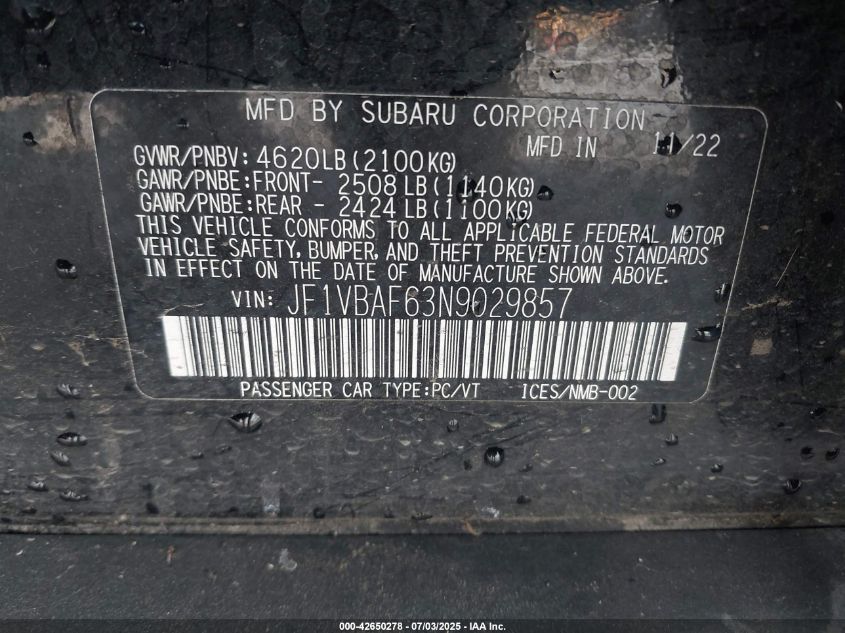 MFD BY SUBARU CORPORATION
MFD IN 11/22
GVWR/PNBV: 4620LB(2100KG)
GAWR/PNBE:FRONT- 2508 LB(1140KG)
GAWR/PNBE:REAR - 2424 LB(1100KG)
THIS VEHICLE CONFORMS TO ALL APPLICABLE FEDERAL MOTOR
VEHICLE SAFETY, BUMPER, AND THEFT PREVENTION STANDARDS
IN EFFECT ON THE DATE OF MANUFACTURE SHOWN ABOVE.
VIN: JF1VBAF63N9029857
PASSENGER CAR TYPE:PC/VT ICES/NMB-002
000-42650278 - 07/03/2025 - IAA Inc.